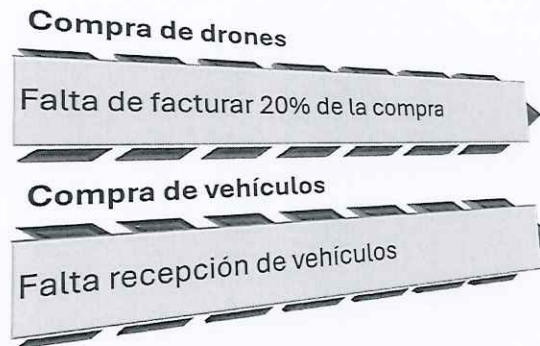 Compra de drones
Falta de facturar 20% de la compra
Compra de vehículos
Falta recepción de vehículos